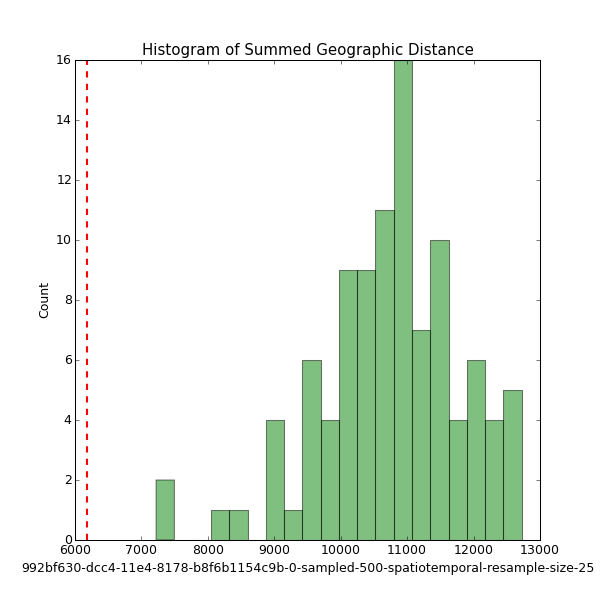 Histogram of Summed Geographic Distance
16
14
12
10
8
6
4
2
0
Count
6000 7000 8000 9000 10000 11000 12000 13000
992bf630-dcc4-11e4-8178-b8f6b1154c9b-0-sampled-500-spatiotemporal-resample-size-25